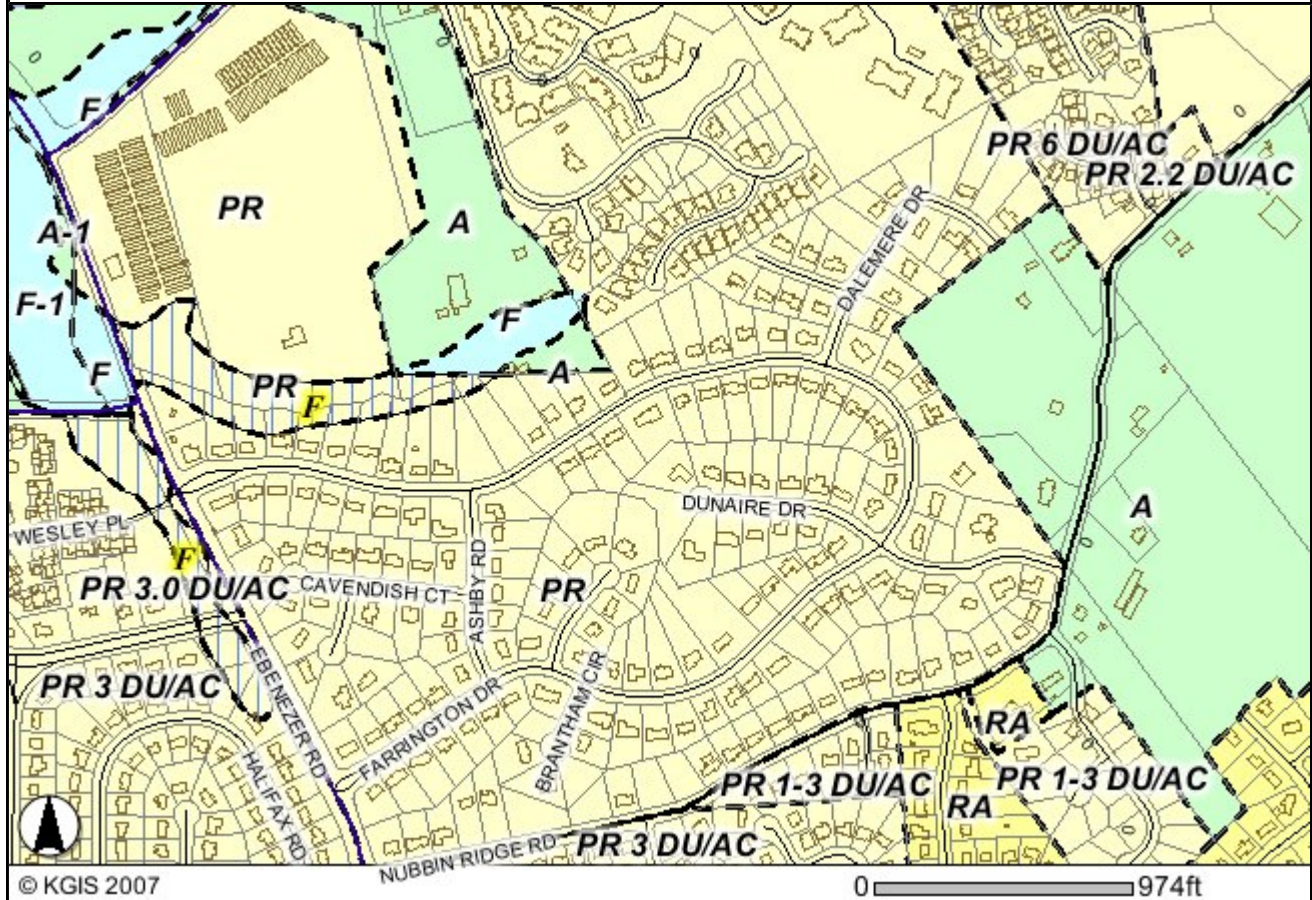 F
PR 6 DU/AC
PR 2.2 DU/AC
PR
DALEMERE DR
A
A-1
F-1
F
F
PR
A
F
DUNAIRE DR
A
WESLEY PL
F
PR 3.0 DU/AC
CAVENDISH CT
ASHBY RD
PR
EBENEZER RD
PR 3 DU/AC
FARRINGTON DR
BRANTHAM CIR
RA
HALIFAX RD
PR 1-3 DU/AC
PR 1-3 DU/AC
RA
NUBBIN RIDGE RD
PR 3 DU/AC
© KGIS 2007
0 974ft